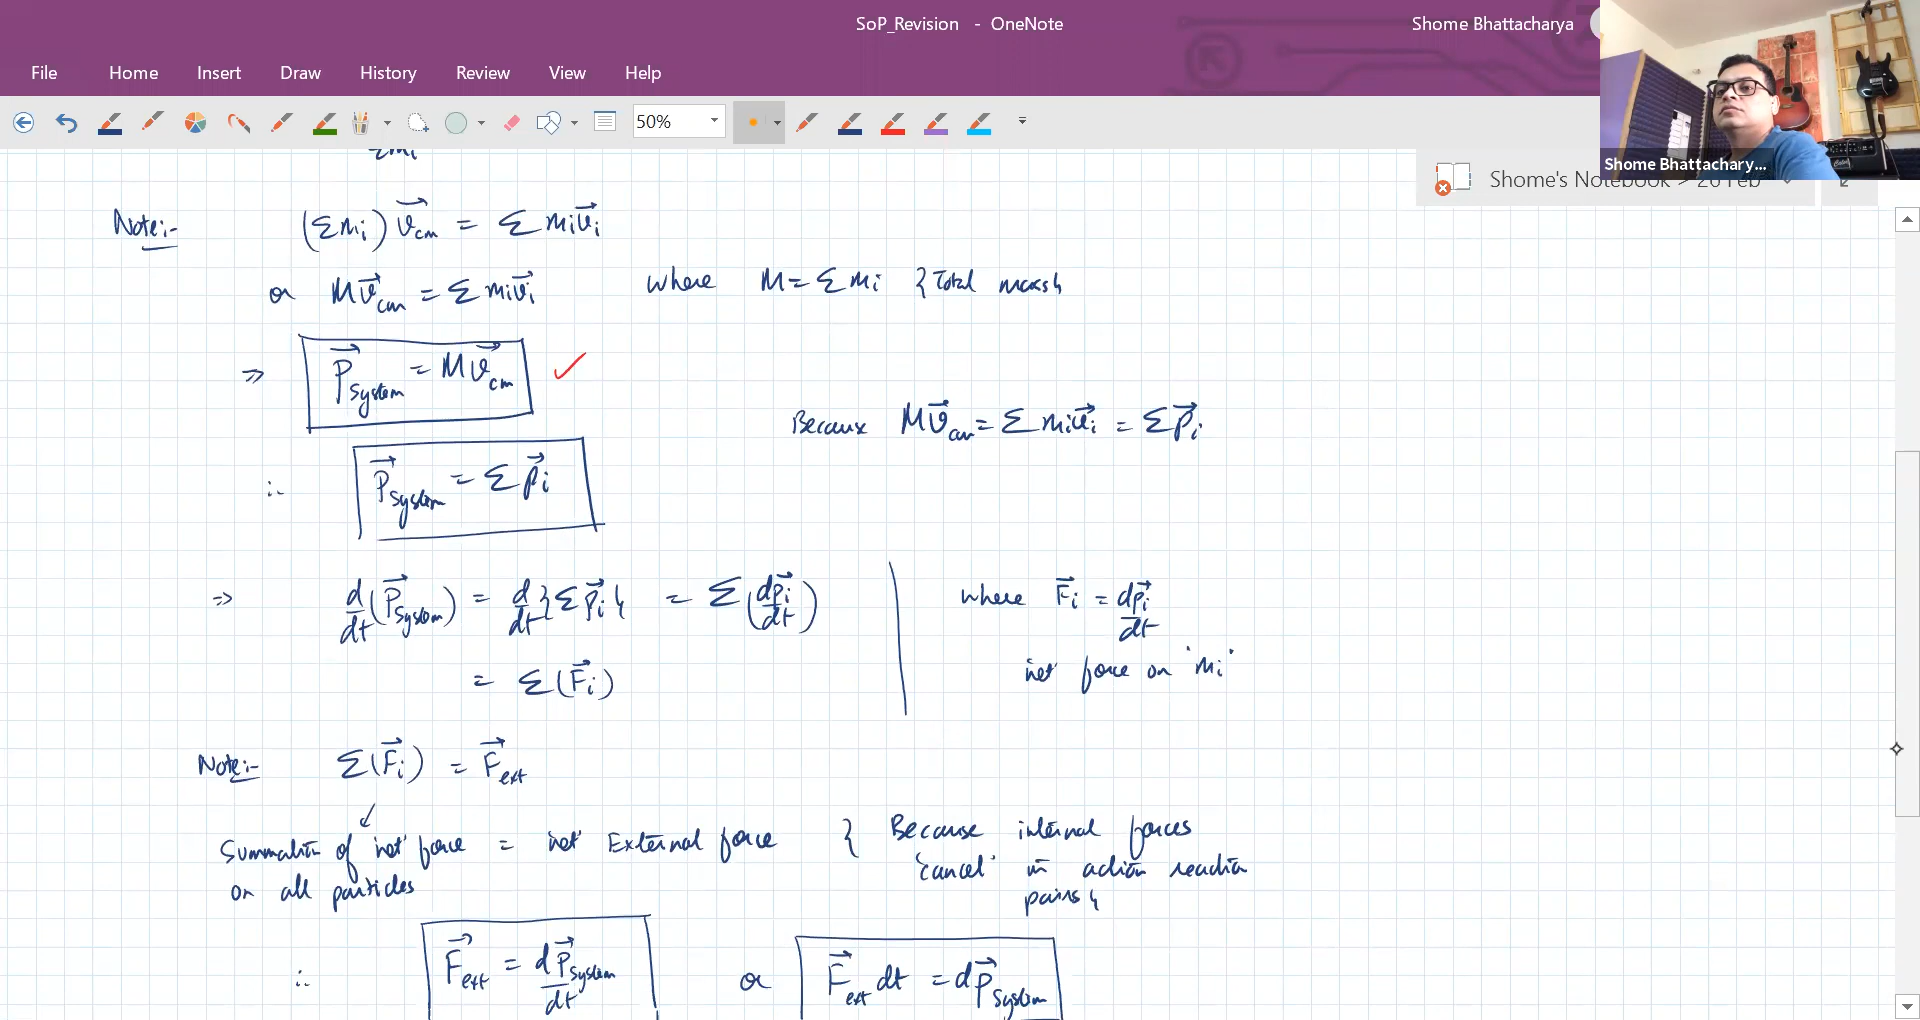 SoP_Revision - OneNote
Shome Bhattacharya
File Home Insert Draw History Review View Help
50%
Shome Bhattachary...
Shome's Notebook > 26 Feb
Σmi
Note:- (Σmi) v⃗cm = Σ miv⃗i
or Mv⃗cm = Σ miv⃗i where M = Σ mi {Total mass}
⇒ P⃗system = Mv⃗cm ✓
Because Mv⃗cm = Σ miv⃗i = Σ p⃗i
∴ P⃗system = Σ p⃗i
⇒ d/dt (P⃗system) = d/dt {Σ p⃗i} = Σ (dp⃗i/dt) where F⃗i = dp⃗i/dt
= Σ(F⃗i) net force on 'mi'
Note:- Σ(F⃗i) = F⃗ext
Summation of net force = net External force { Because internal forces
on all particles 'cancel' in action reaction
pairs}
∴ F⃗ext = dP⃗system/dt or F⃗ext dt = dP⃗system